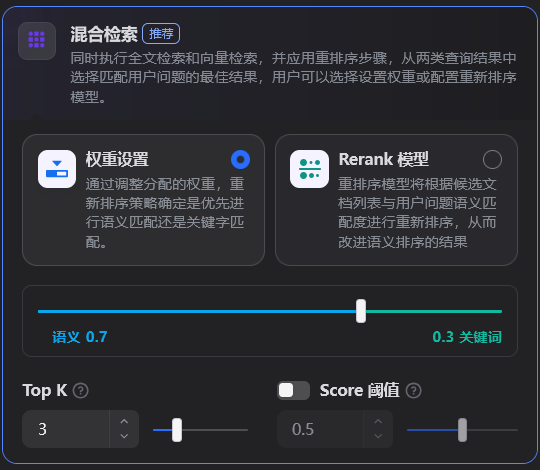 混合检索 推荐
同时执行全文检索和向量检索，并应用重排序步骤，从两类查询结果中
选择匹配用户问题的最佳结果，用户可以选择设置权重或配置重新排序
模型。
权重设置
通过调整分配的权重，重
新排序策略确定是优先进
行语义匹配还是关键字匹
配。
Rerank 模型
重排序模型将根据候选文
档列表与用户问题语义匹
配度进行重新排序，从而
改进语义排序的结果
语义 0.7
0.3 关键词
Top K ?
Score 阈值 ?
3
0.5